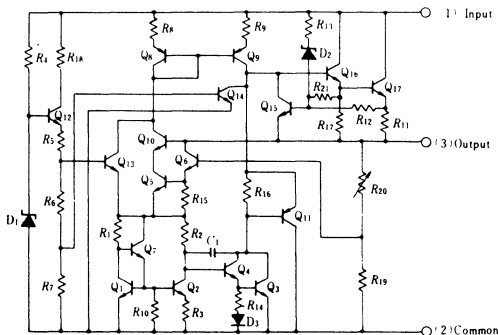 1) Input
R8
R9
R13
R4
R18
Q8
Q9
D2
Q16
Q17
Q14
R21
Q12
Q15
R12
R17
R11
R5
Q10
(3) Output
Q13
Q6
R6
Q5
R20
R15
R16
Q11
D1
R1
R2
Q7
C1
R7
Q4
R19
Q1
Q2
Q3
R14
R10
R3
D3
(2) Common